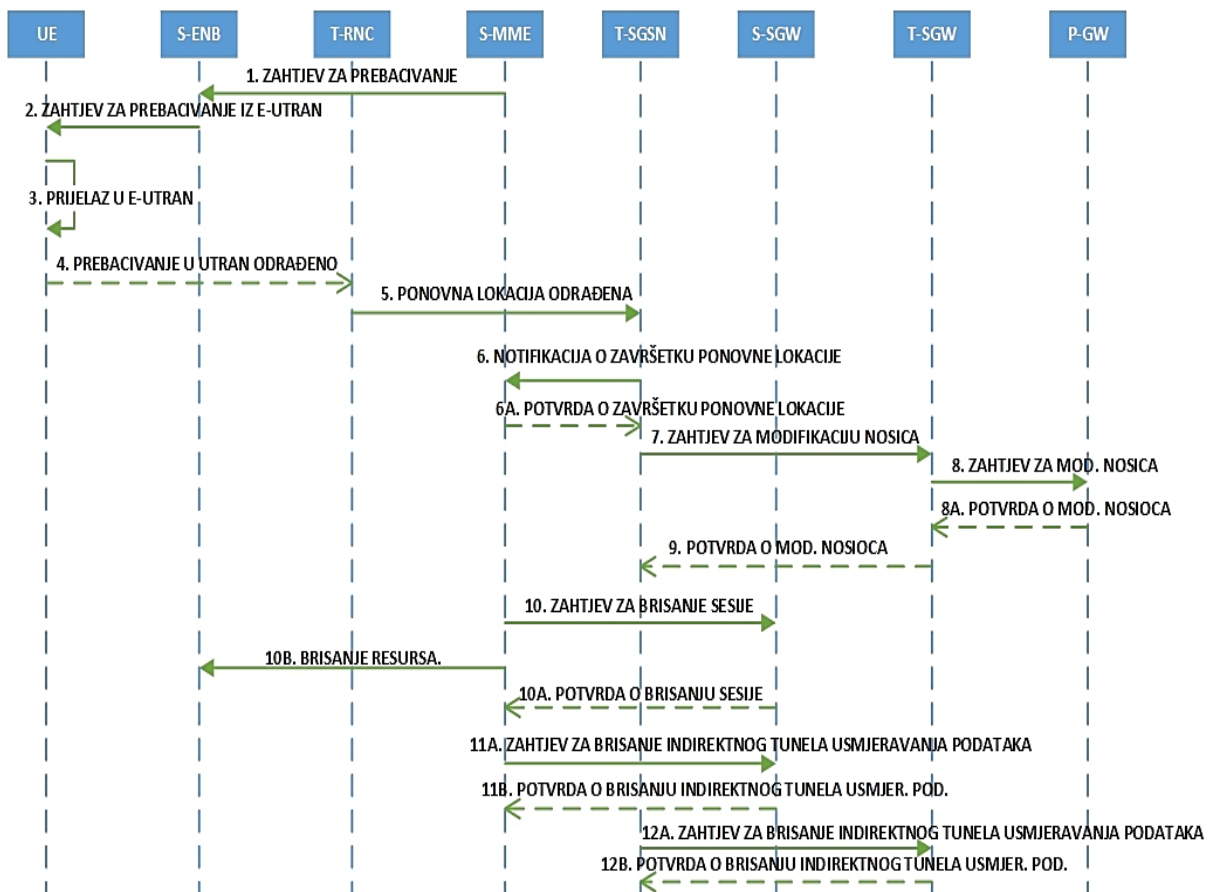 UE
S-ENB
T-RNC
S-MME
T-SGSN
S-SGW
T-SGW
P-GW
1. ZAHTJEV ZA PREBACIVANJE
2. ZAHTJEV ZA PREBACIVANJE IZ E-UTRAN
3. PRIJELAZ U E-UTRAN
4. PREBACIVANJE U UTRAN ODRAĐENO
5. PONOVNA LOKACIJA ODRAĐENA
6. NOTIFIKACIJA O ZAVRŠETKU PONOVNE LOKACIJE
6A. POTVRDA O ZAVRŠETKU PONOVNE LOKACIJE
7. ZAHTJEV ZA MODIFIKACIJU NOSICA
8. ZAHTJEV ZA MOD. NOSICA
8A. POTVRDA O MOD. NOSIOCA
9. POTVRDA O MOD. NOSIOCA
10. ZAHTJEV ZA BRISANJE SESIJE
10B. BRISANJE RESURSA.
10A. POTVRDA O BRISANJU SESIJE
11A. ZAHTJEV ZA BRISANJE INDIREKTNOG TUNELA USMJERAVANJA PODATAKA
11B. POTVRDA O BRISANJU INDIREKTNOG TUNELA USMJER. POD.
12A. ZAHTJEV ZA BRISANJE INDIREKTNOG TUNELA USMJERAVANJA PODATAKA
12B. POTVRDA O BRISANJU INDIREKTNOG TUNELA USMJER. POD.